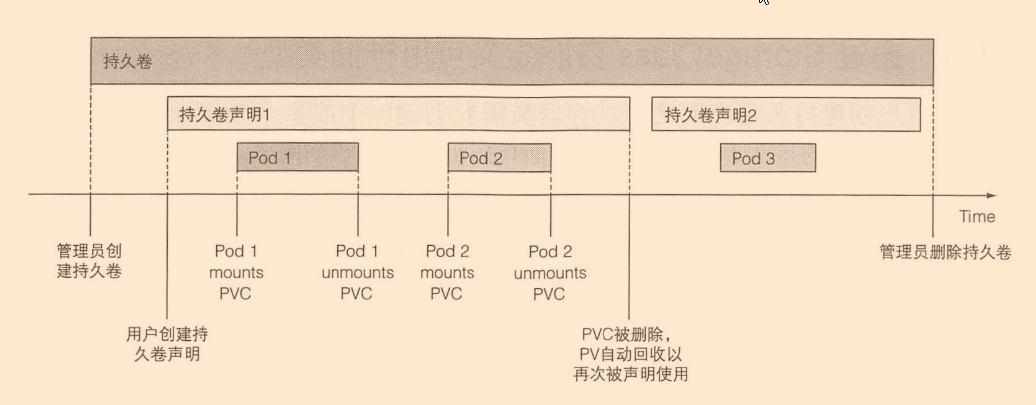 持久卷
持久卷声明1
持久卷声明2
Pod 1
Pod 2
Pod 3
Time
管理员创
建持久卷
Pod 1
mounts
PVC
Pod 1
unmounts
PVC
Pod 2
mounts
PVC
Pod 2
unmounts
PVC
管理员删除持久卷
用户创建持
久卷声明
PVC被删除，
PV自动回收以
再次被声明使用